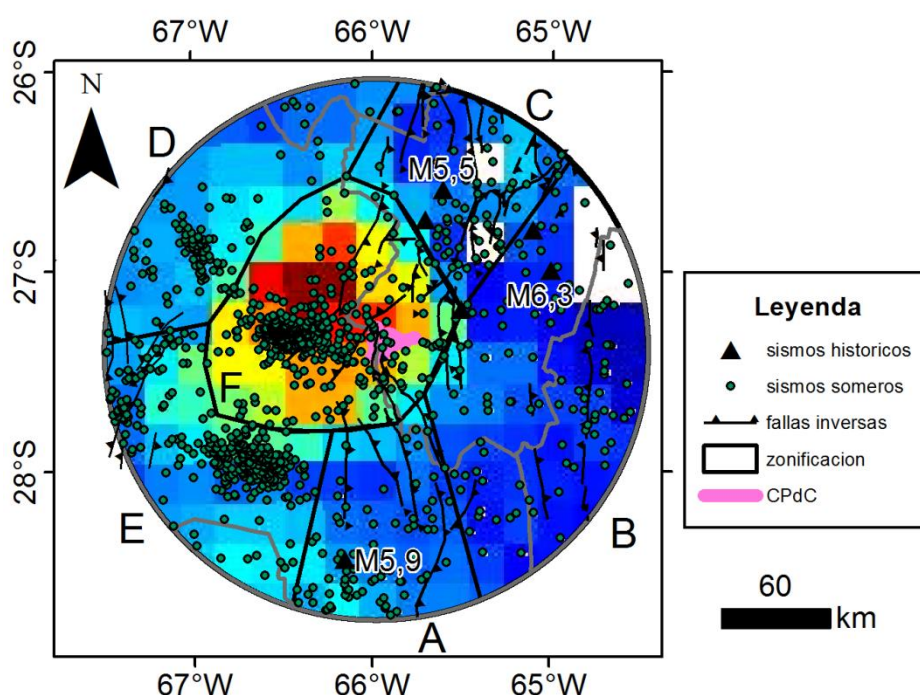 67°W 66°W 65°W
26°S
N
C
D
M5,5
27°S
M6,3
F
28°S
E
B
M5,9
A
67°W 66°W 65°W
Leyenda
sismos historicos
sismos someros
fallas inversas
zonificacion
CPdC
60
km